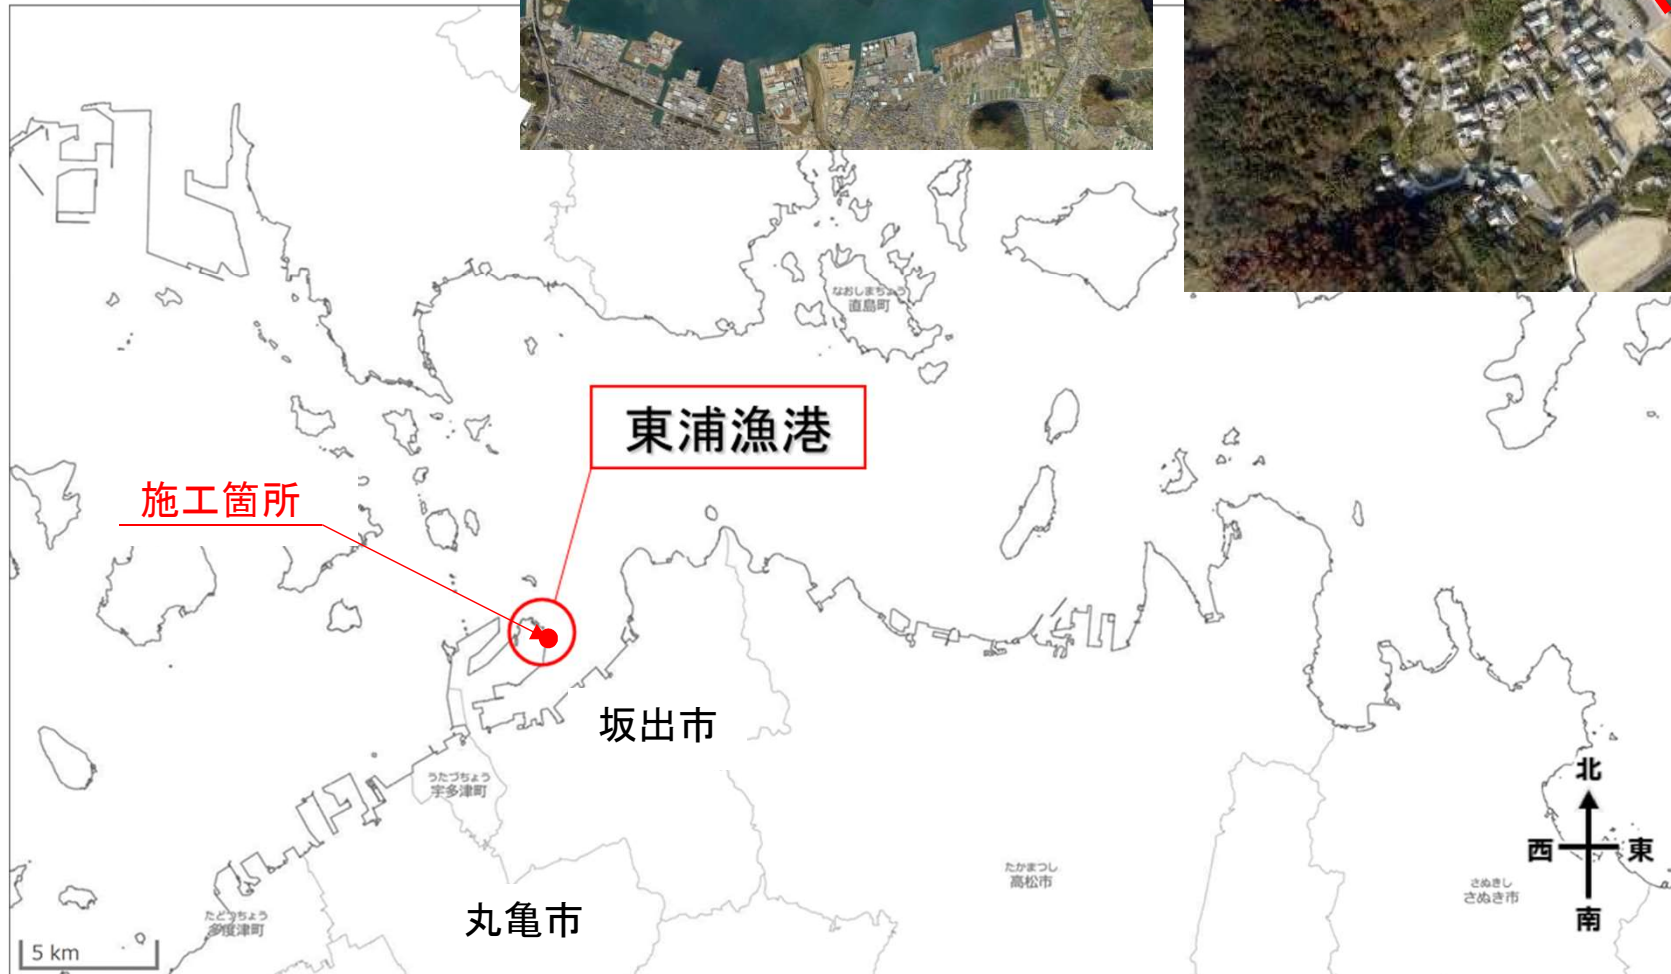 なおしまちょう
直島町
東浦漁港
施工箇所
坂出市
うたづちょう
宇多津町
北
西
東
南
たかまつし
高松市
さぬきし
さぬき市
たどつちょう
多度津町
丸亀市
5 km